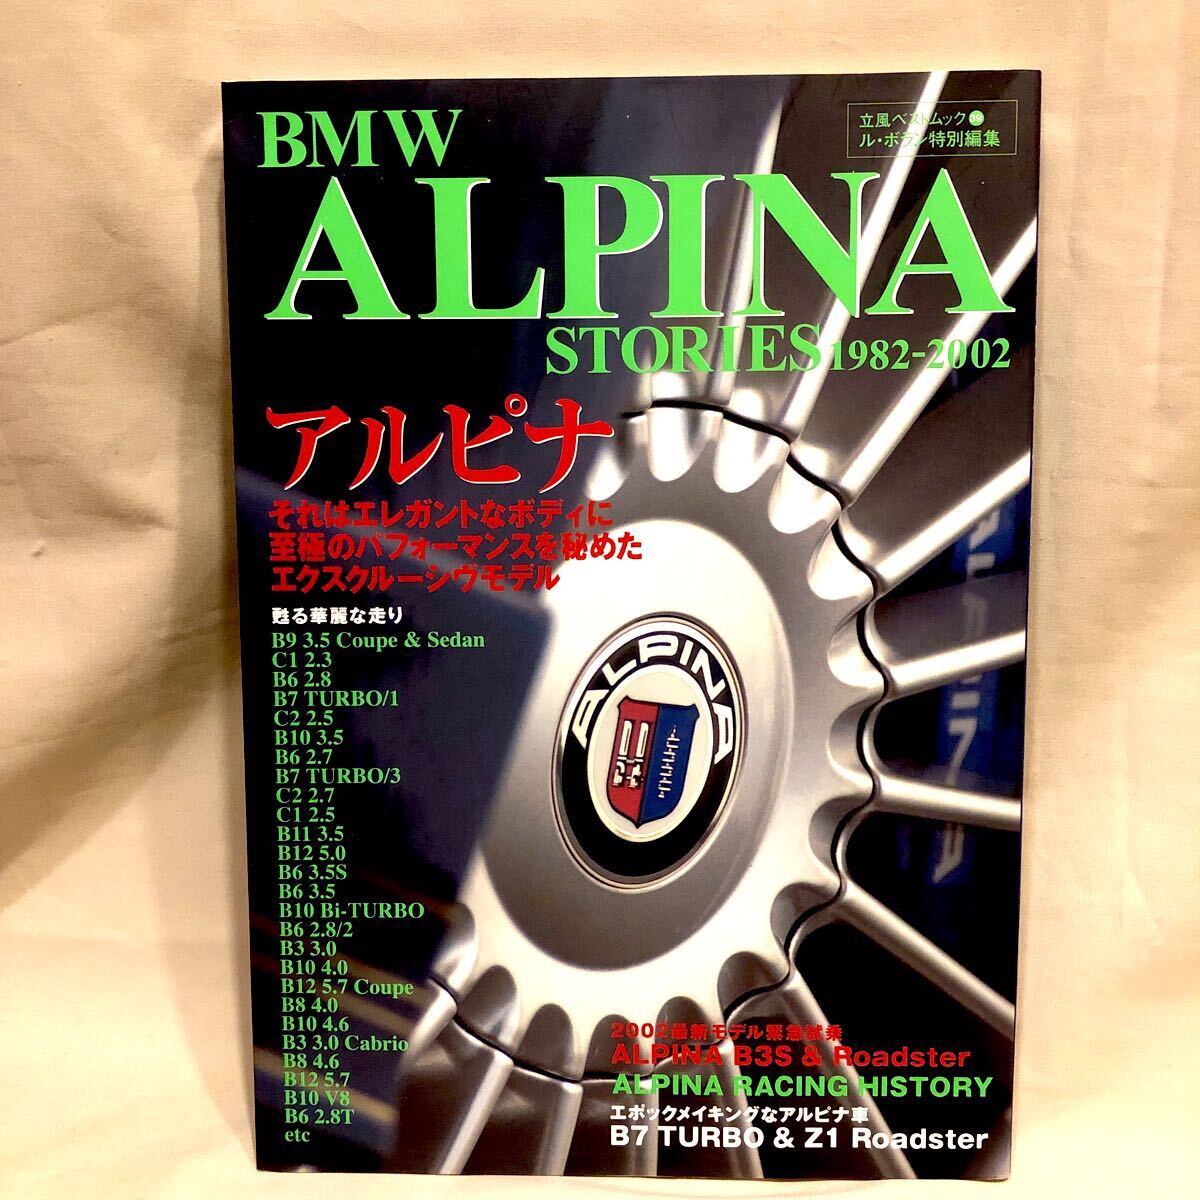 BMW
ALPINA
STORIES 1982-2002
立風ベストムック39
ル・ボラン特別編集
アルピナ
それはエレガントなボディに
至極のパフォーマンスを秘めた
エクスクルーシヴモデル
甦る華麗な走り
B9 3.5 Coupe & Sedan
C1 2.3
B6 2.8
B7 TURBO/1
C2 2.5
B10 3.5
B6 2.7
B7 TURBO/3
C2 2.7
C1 2.5
B11 3.5
B12 5.0
B6 3.5S
B6 3.5
B10 Bi-TURBO
B6 2.8/2
B3 3.0
B10 4.0
B12 5.7 Coupe
B8 4.0
B10 4.6
B3 3.0 Cabrio
B8 4.6
B12 5.7
B10 V8
B6 2.8T
etc
ALPINA
ALPINA
2002最新モデル緊急試乗
ALPINA B3S & Roadster
ALPINA RACING HISTORY
エポックメイキングなアルピナ車
B7 TURBO & Z1 Roadster